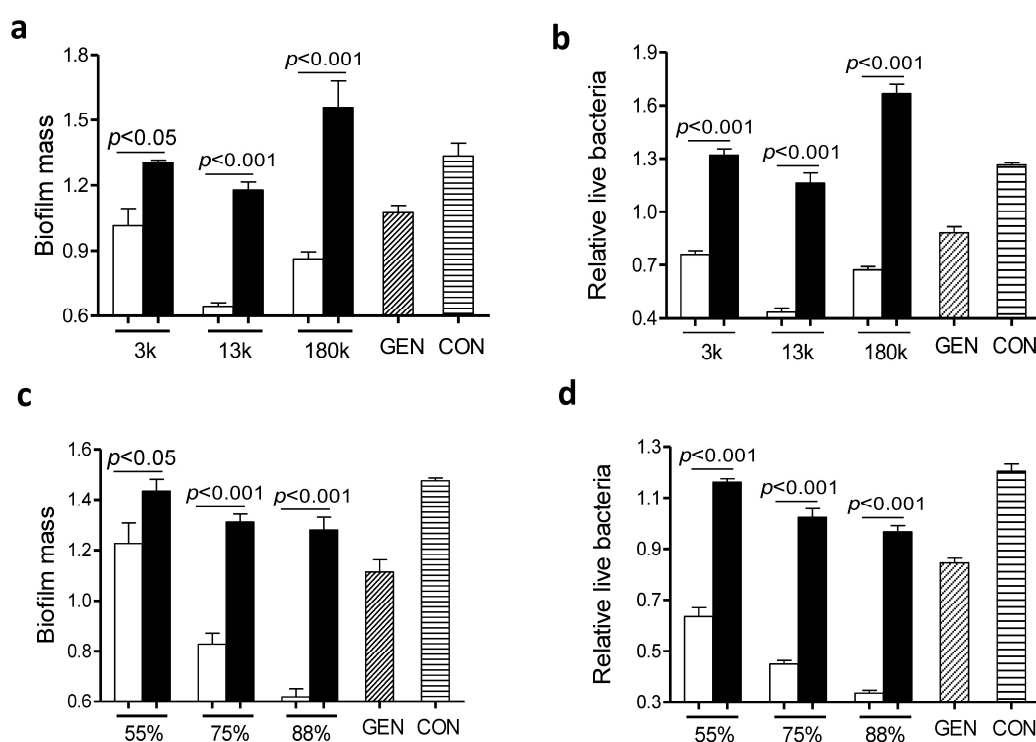 a
Biofilm mass
1.8
1.5
1.2
0.9
0.6
p<0.05
p<0.001
p<0.001
3k 13k 180k GEN CON
b
Relative live bacteria
1.9
1.6
1.3
1.0
0.7
0.4
p<0.001
p<0.001
p<0.001
3k 13k 180k GEN CON
c
Biofilm mass
1.6
1.4
1.2
1.0
0.8
0.6
p<0.05
p<0.001
p<0.001
55% 75% 88% GEN CON
d
Relative live bacteria
1.3
1.1
0.9
0.7
0.5
0.3
p<0.001
p<0.001
p<0.001
55% 75% 88% GEN CON